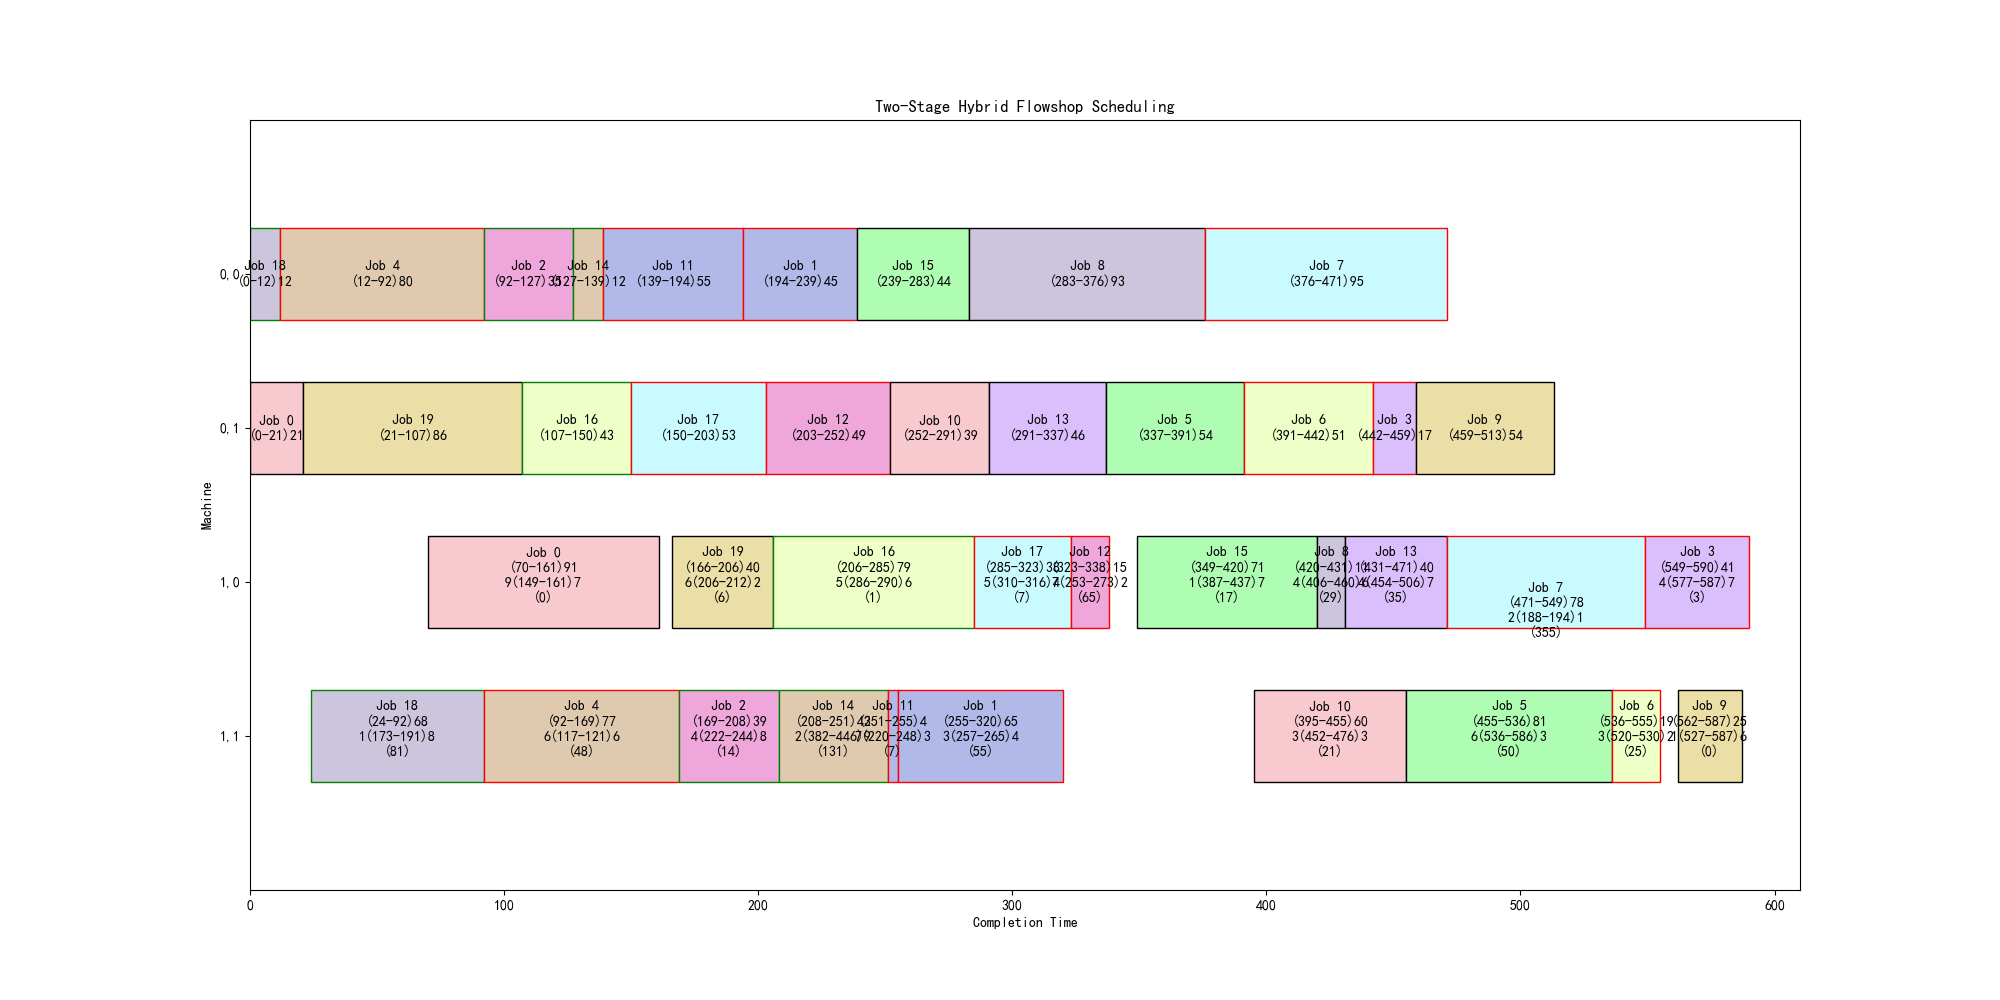 Two-Stage Hybrid Flowshop Scheduling
0,0
Job 18
(0-12)12
Job 4
(12-92)80
Job 2
(92-127)35
Job 14
(127-139)12
Job 11
(139-194)55
Job 1
(194-239)45
Job 15
(239-283)44
Job 8
(283-376)93
Job 7
(376-471)95
0,1
Job 0
(0-21)21
Job 19
(21-107)86
Job 16
(107-150)43
Job 17
(150-203)53
Job 12
(203-252)49
Job 10
(252-291)39
Job 13
(291-337)46
Job 5
(337-391)54
Job 6
(391-442)51
Job 3
(442-459)17
Job 9
(459-513)54
Machine
1,0
Job 0
(70-161)91
9(149-161)7
(0)
Job 19
(166-206)40
6(206-212)2
(6)
Job 16
(206-285)79
5(286-290)6
(1)
Job 17
(285-323)38
5(310-316)7
(7)
Job 12
(323-338)15
4(253-273)2
(65)
Job 15
(349-420)71
1(387-437)7
(17)
Job 8
(420-431)11
4(406-460)6
(29)
Job 13
(431-471)40
4(454-506)7
(35)
Job 7
(471-549)78
2(188-194)1
(355)
Job 3
(549-590)41
4(577-587)7
(3)
1,1
Job 18
(24-92)68
1(173-191)8
(81)
Job 4
(92-169)77
6(117-121)6
(48)
Job 2
(169-208)39
4(222-244)8
(14)
Job 14
(208-251)43
2(382-446)9
(131)
Job 11
(251-255)4
7(220-248)3
(7)
Job 1
(255-320)65
3(257-265)4
(55)
Job 10
(395-455)60
3(452-476)3
(21)
Job 5
(455-536)81
6(536-586)3
(50)
Job 6
(536-555)19
3(520-530)2
(25)
Job 9
(562-587)25
1(527-587)6
(0)
0
100
200
300
400
500
600
Completion Time